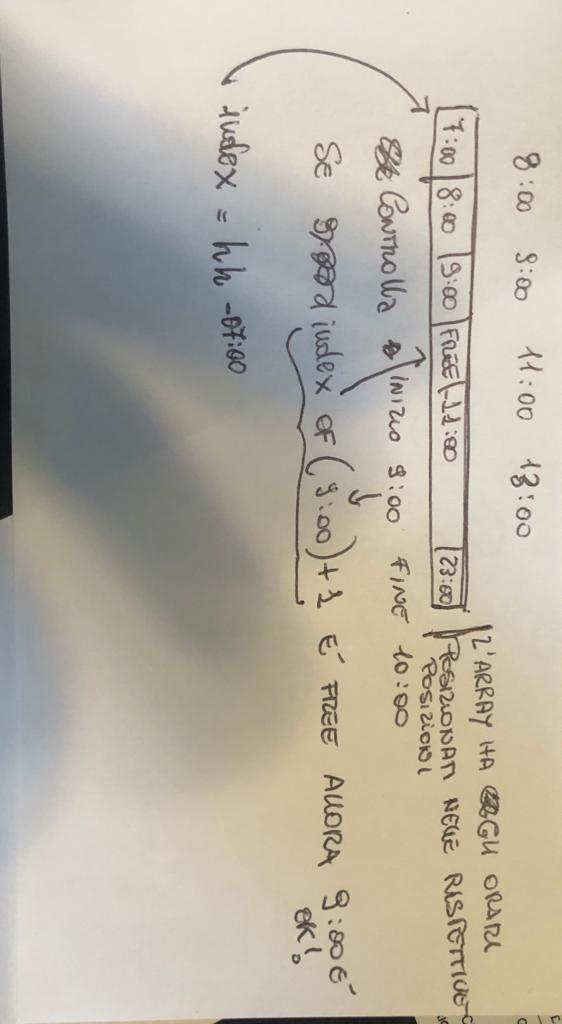 8:00 9:00 11:00 13:00
7:00 8:00 9:00 FREE -11:00 23:00
L'ARRAY HA GLI ORARI
POSIZIONATI NELLE RISPETTIVE
POSIZIONI
CONTROLLA INIZIO 9:00 FINE 10:00
SE index OF (9:00)+1 E' FREE ALLORA 9:00 E'
OK!
index = hh -07:00